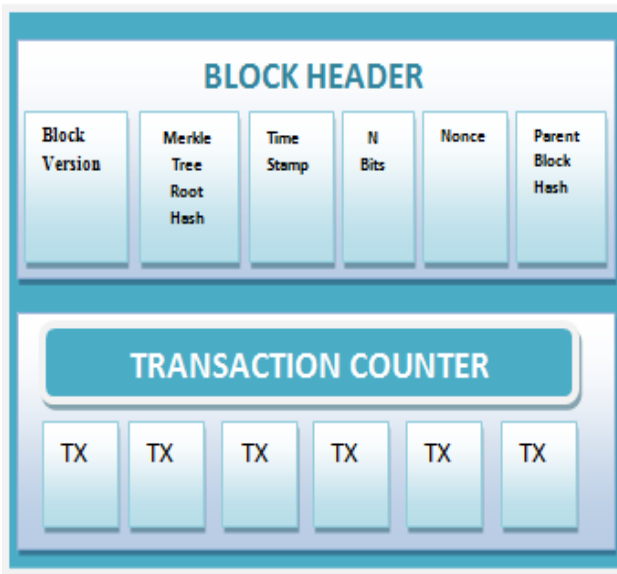 BLOCK HEADER
Block
Version
Merkle
Tree
Root
Hash
Time
Stamp
N
Bits
Nonce
Parent
Block
Hash
TRANSACTION COUNTER
TX
TX
TX
TX
TX
TX